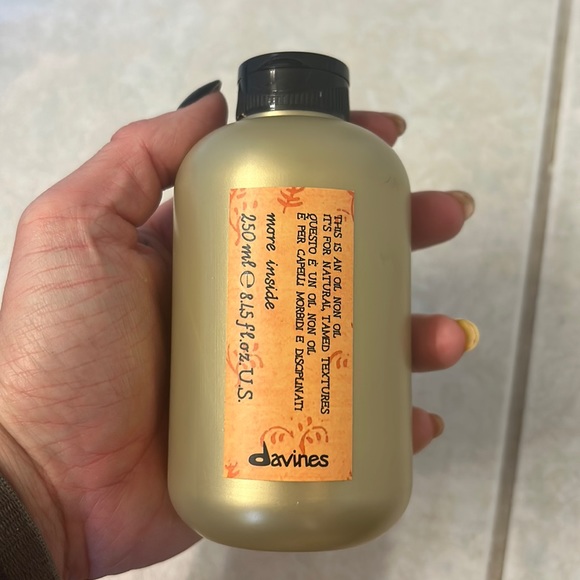 THIS IS AN OIL NON OIL
IT'S FOR NATURAL, TAMED TEXTURES
QUESTO È UN OIL NON OIL
È PER CAPELLI MORBIDI E DISCIPLINATI
more inside
250 ml ℮ 8.45 fl.oz.U.S.
davines